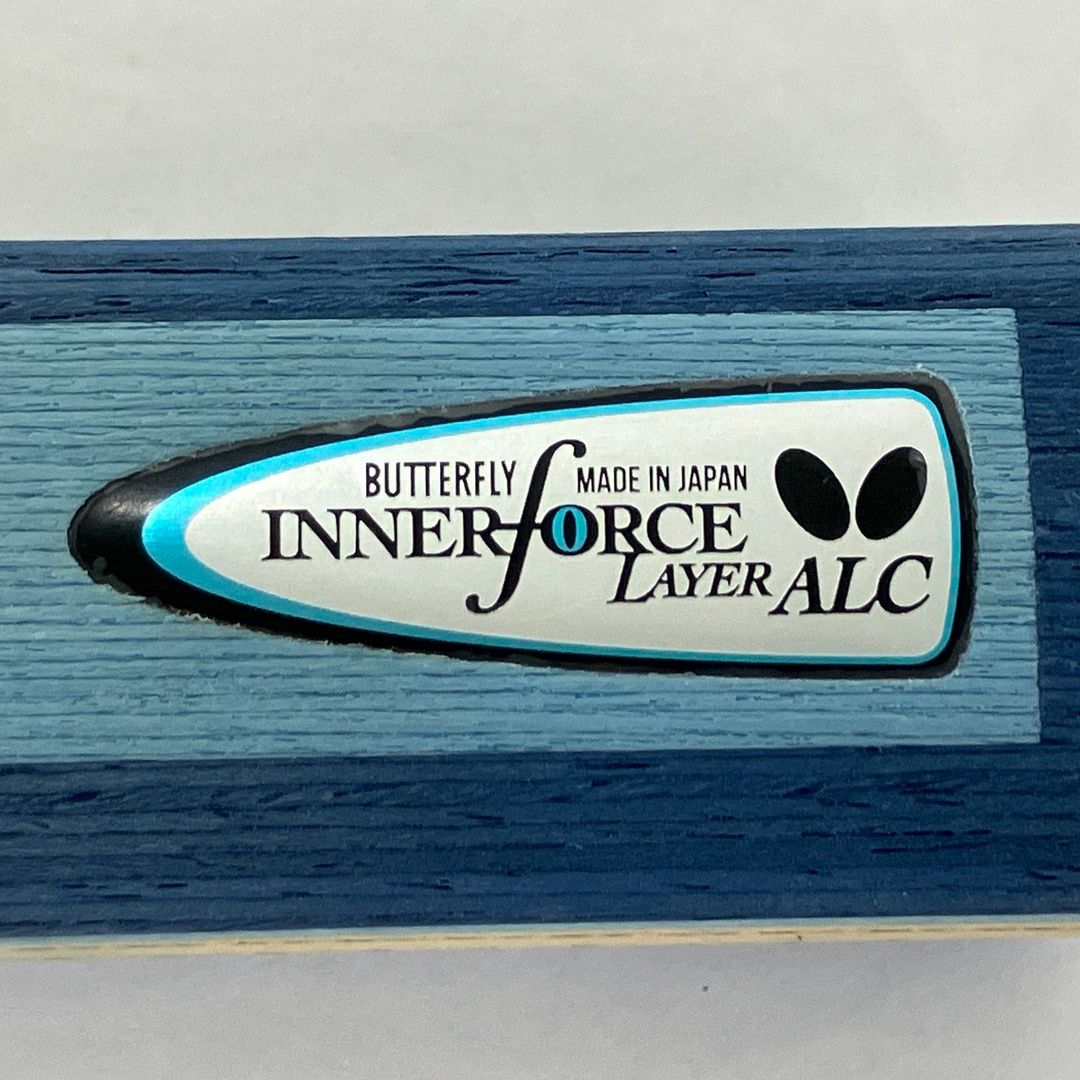 BUTTERFLY MADE IN JAPAN
INNERFORCE
LAYER ALC